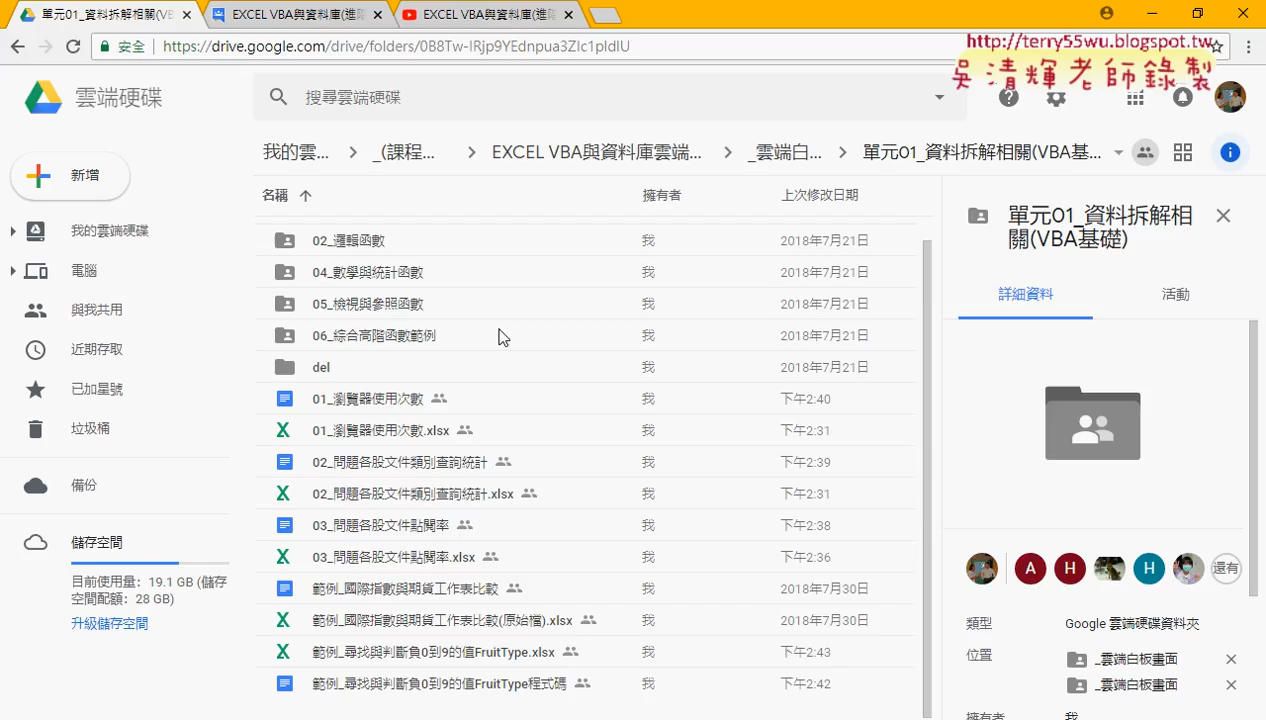 單元01_資料拆解相關(VB
EXCEL VBA與資料庫(進階
EXCEL VBA與資料庫(進階
安全
https://drive.google.com/drive/folders/0B8Tw-IRjp9YEdnpua3ZIc1pIdlU
http://terry55wu.blogspot.tw
吳清輝老師錄製
雲端硬碟
搜尋雲端硬碟
新增
我的雲端硬碟
電腦
與我共用
近期存取
已加星號
垃圾桶
備份
儲存空間
目前使用量：19.1 GB (儲存
空間配額：28 GB)
升級儲存空間
我的雲... > _(課程... > EXCEL VBA與資料庫雲端... > _雲端白... > 單元01_資料拆解相關(VBA基...
名稱 擁有者 上次修改日期
02_邏輯函數 我 2018年7月21日
04_數學與統計函數 我 2018年7月21日
05_檢視與參照函數 我 2018年7月21日
06_綜合高階函數範例 我 2018年7月21日
del 我 2018年7月21日
01_瀏覽器使用次數 我 下午2:40
01_瀏覽器使用次數.xlsx 我 下午2:31
02_問題各股文件類別查詢統計 我 下午2:39
02_問題各股文件類別查詢統計.xlsx 我 下午2:31
03_問題各股文件點閱率 我 下午2:38
03_問題各股文件點閱率.xlsx 我 下午2:36
範例_國際指數與期貨工作表比較 我 2018年7月30日
範例_國際指數與期貨工作表比較(原始檔).xlsx 我 2018年7月30日
範例_尋找與判斷負0到9的值FruitType.xlsx 我 下午2:43
範例_尋找與判斷負0到9的值FruitType程式碼 我 下午2:42
單元01_資料拆解相
關(VBA基礎)
詳細資料 活動
A H H 還有
類型 Google 雲端硬碟資料夾
位置 _雲端白板畫面
_雲端白板畫面
擁有者 我